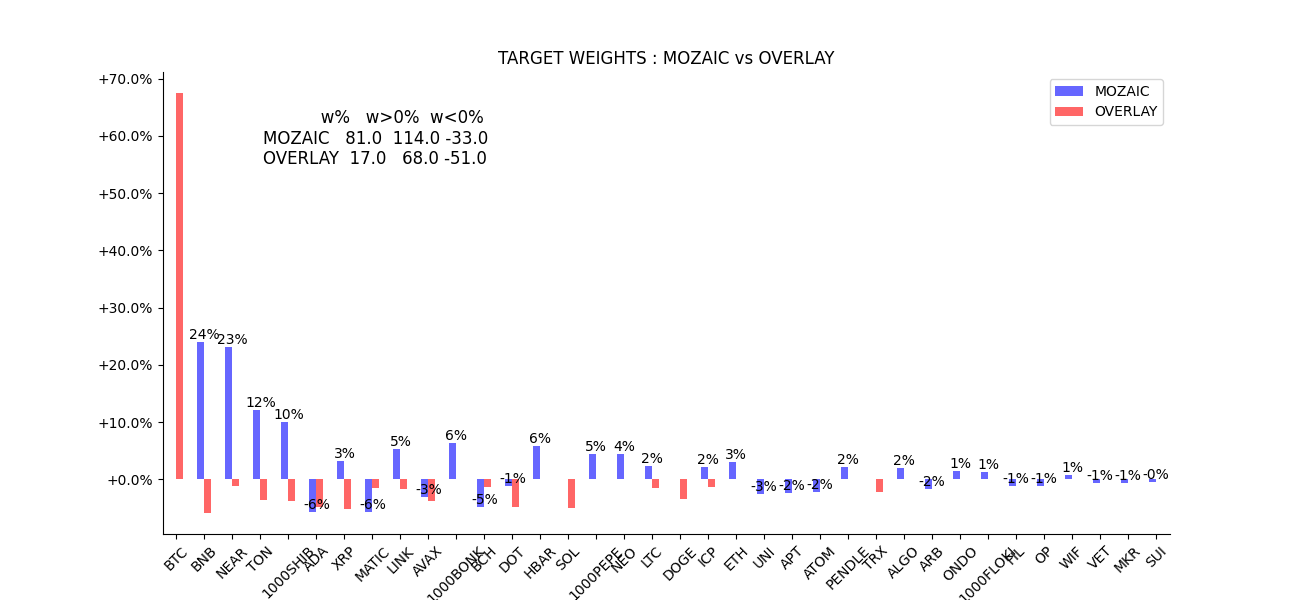 TARGET WEIGHTS : MOZAIC vs OVERLAY
+70.0%
+60.0%
+50.0%
+40.0%
+30.0%
+20.0%
+10.0%
+0.0%
w% w>0% w<0%
MOZAIC 81.0 114.0 -33.0
OVERLAY 17.0 68.0 -51.0
MOZAIC
OVERLAY
24% 23% 12% 10% -6% 3% -6% 5% -3% 6% -5% -1% 6% 5% 4% 2% 2% 3% -3% -2% -2% 2% 2% -2% 1% 1% -1% -1% 1% -1% -1% -0%
BTC BNB NEAR TON 1000SHIB ADA XRP MATIC LINK AVAX 1000BONK BCH DOT HBAR SOL 1000PEPE NEO LTC DOGE ICP ETH UNI APT ATOM PENDLE TRX ALGO ARB ONDO 1000FLOKI OP WIF VET MKR SUI